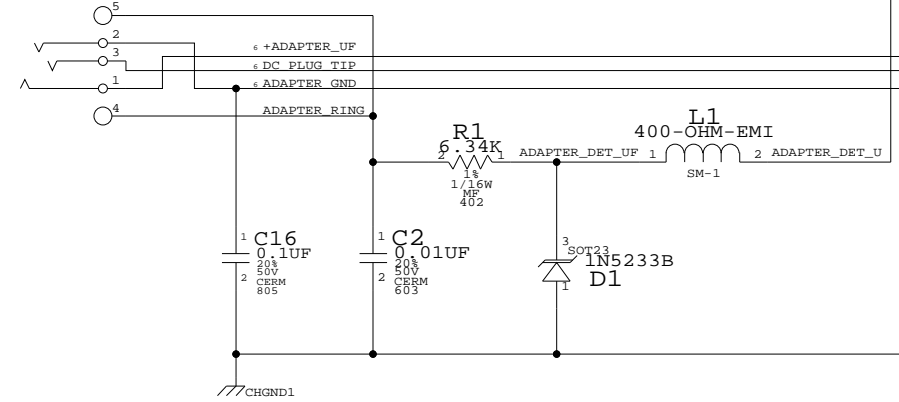 5
2
6 +ADAPTER_UF
3
6 DC_PLUG_TIP
1
6 ADAPTER_GND
4
ADAPTER_RING
L1
400-OHM-EMI
1
2 ADAPTER_DET_U
SM-1
R1
6.34K
2
1
1%
1/16W
MF
402
ADAPTER_DET_UF
1
C16
0.1UF
20%
50V
CERM
805
2
1
C2
0.01UF
20%
50V
CERM
603
2
3
SOT23
1N5233B
D1
1
CHGND1